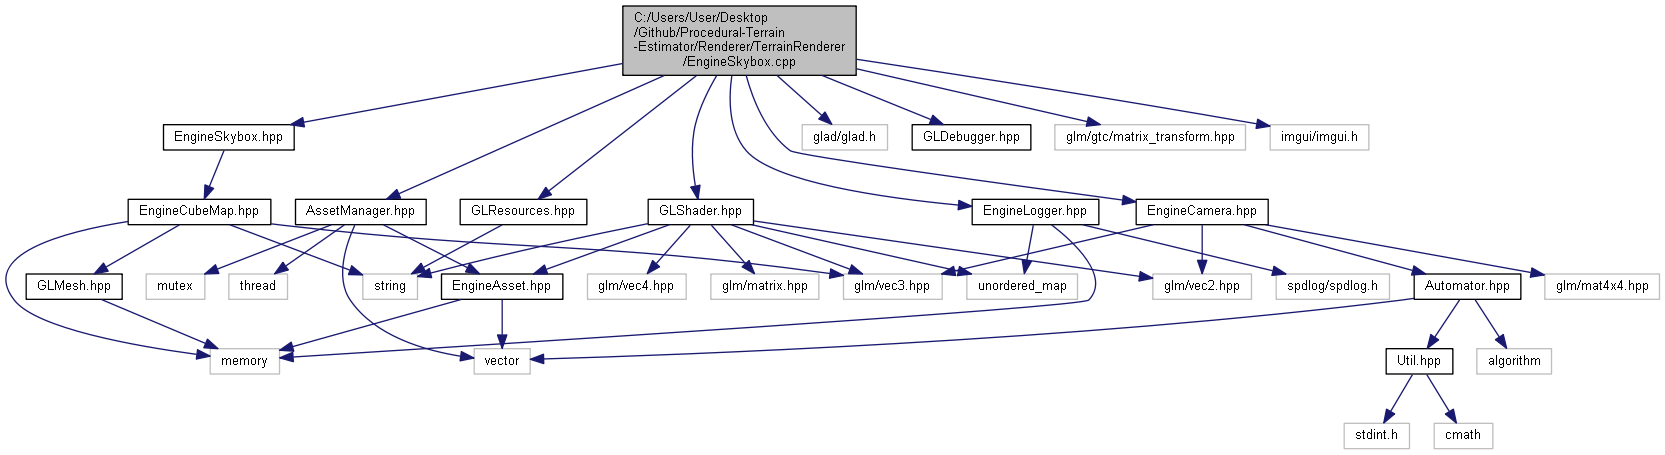 C:/Users/User/Desktop
/Github/Procedural-Terrain
-Estimator/Renderer/TerrainRenderer
/EngineSkybox.cpp
EngineSkybox.hpp
glad/glad.h
GLDebugger.hpp
glm/gtc/matrix_transform.hpp
imgui/imgui.h
EngineCubeMap.hpp
AssetManager.hpp
GLResources.hpp
GLShader.hpp
EngineLogger.hpp
EngineCamera.hpp
GLMesh.hpp
mutex
thread
string
EngineAsset.hpp
glm/vec4.hpp
glm/matrix.hpp
glm/vec3.hpp
unordered_map
glm/vec2.hpp
spdlog/spdlog.h
Automator.hpp
glm/mat4x4.hpp
memory
vector
Util.hpp
algorithm
stdint.h
cmath